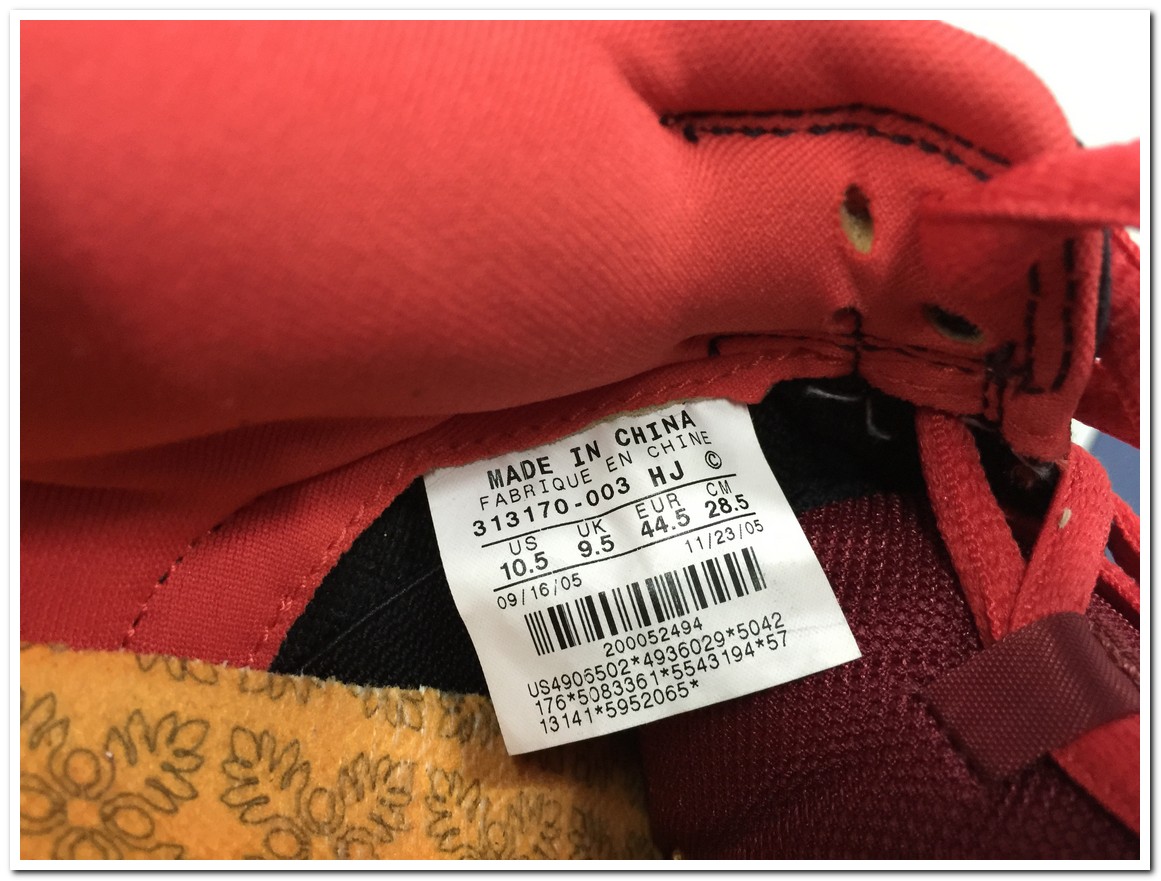 MADE IN CHINA
FABRIQUE EN CHINE
313170-003 HJ ©
US UK EUR CM
10.5 9.5 44.5 28.5
09/16/05 11/23/05
200052494
US4906502*4936029*5042
176*5083361*5543194*57
13141*5952065*